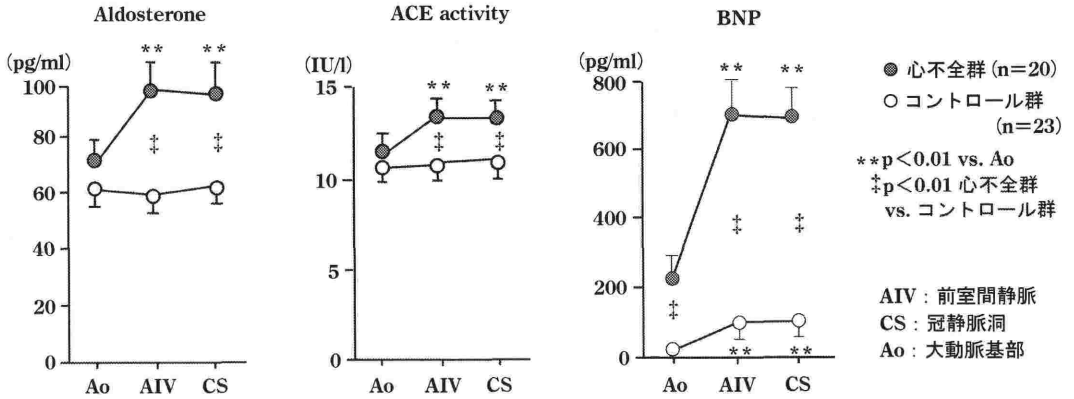 Aldosterone
(pg/ml)
100
80
60
40
20
0
**
**
‡
‡
Ao
AIV
CS
ACE activity
(IU/l)
15
10
5
0
**
**
‡
‡
Ao
AIV
CS
BNP
(pg/ml)
800
600
400
200
0
**
**
‡
‡
‡
**
**
Ao
AIV
CS
心不全群(n=20)
コントロール群
(n=23)
**p<0.01 vs. Ao
‡p<0.01 心不全群
vs. コントロール群
AIV:前室間静脈
CS:冠静脈洞
Ao:大動脈基部